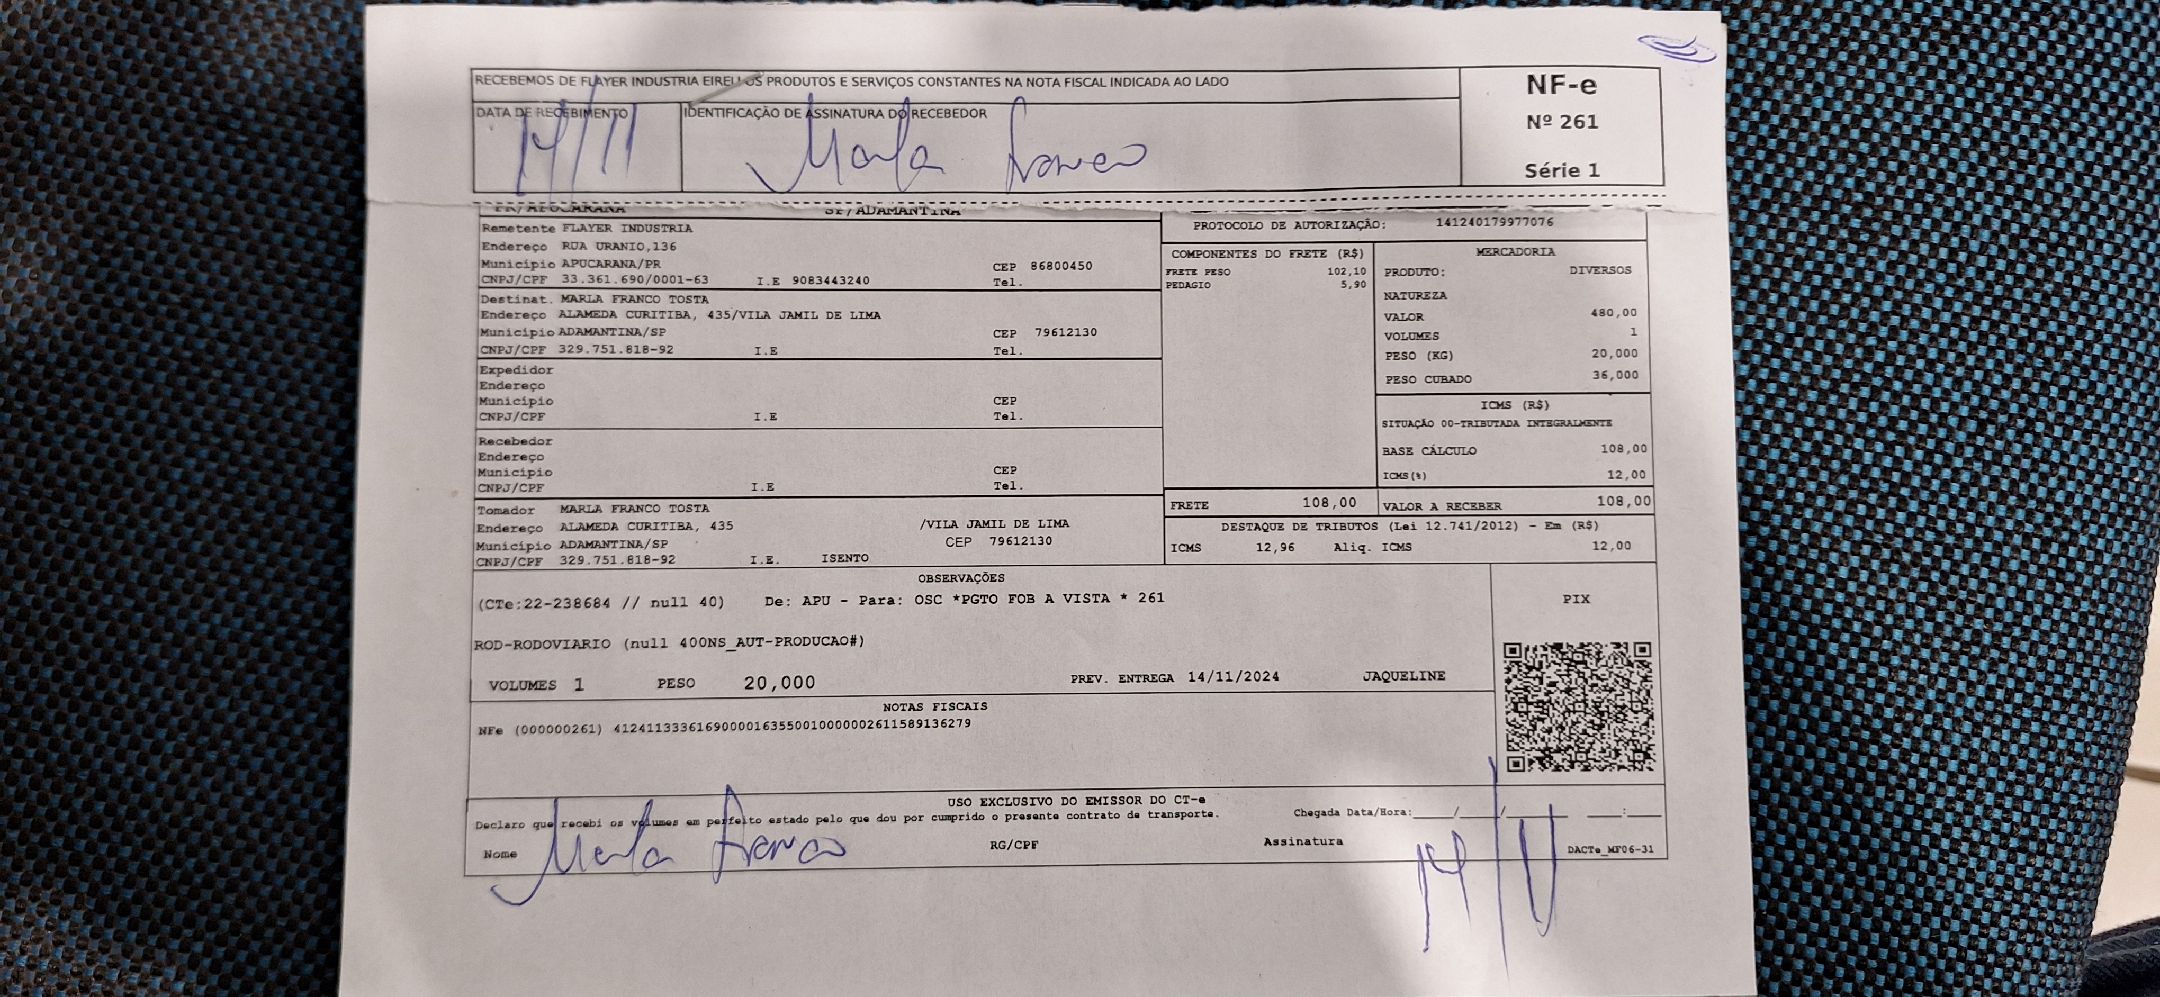 RECEBEMOS DE FLAYER INDUSTRIA EIRELI OS PRODUTOS E SERVIÇOS CONSTANTES NA NOTA FISCAL INDICADA AO LADO
NF-e
Nº 261
Série 1
DATA DE RECEBIMENTO
14/11
IDENTIFICAÇÃO DE ASSINATURA DO RECEBEDOR
Marla Franco
PR/APUCARANA SP/ADAMANTINA
PROTOCOLO DE AUTORIZAÇÃO: 141240179977076
Remetente FLAYER INDUSTRIA
Endereço RUA URANIO,136
Município APUCARANA/PR CEP 86800450
CNPJ/CPF 33.361.690/0001-63 I.E 9083443240 Tel.
Destinat. MARLA FRANCO TOSTA
Endereço ALAMEDA CURITIBA, 435/VILA JAMIL DE LIMA
Município ADAMANTINA/SP CEP 79612130
CNPJ/CPF 329.751.818-92 I.E Tel.
Expedidor
Endereço
Município CEP
CNPJ/CPF I.E Tel.
Recebedor
Endereço
Município CEP
CNPJ/CPF I.E Tel.
Tomador MARLA FRANCO TOSTA
Endereço ALAMEDA CURITIBA, 435 /VILA JAMIL DE LIMA
Município ADAMANTINA/SP CEP 79612130
CNPJ/CPF 329.751.818-92 I.E. ISENTO
COMPONENTES DO FRETE (R$)
FRETE PESO 102,10
PEDAGIO 5,90
MERCADORIA
PRODUTO: DIVERSOS
NATUREZA
VALOR 480,00
VOLUMES 1
PESO (KG) 20,000
PESO CUBADO 36,000
ICMS (R$)
SITUAÇÃO 00-TRIBUTADA INTEGRALMENTE
BASE CÁLCULO 108,00
ICMS(%) 12,00
FRETE 108,00 VALOR A RECEBER 108,00
DESTAQUE DE TRIBUTOS (Lei 12.741/2012) - Em (R$)
ICMS 12,96 Aliq. ICMS 12,00
OBSERVAÇÕES
(CTe:22-238684 // null 40) De: APU - Para: OSC *PGTO FOB A VISTA * 261
ROD-RODOVIARIO (null 400NS_AUT-PRODUCAO#)
VOLUMES 1 PESO 20,000 PREV. ENTREGA 14/11/2024 JAQUELINE
PIX
NOTAS FISCAIS
NFe (000000261) 41241133361690000163550010000002611589136279
USO EXCLUSIVO DO EMISSOR DO CT-e
Declaro que recebi os volumes em perfeito estado pelo que dou por cumprido o presente contrato de transporte. Chegada Data/Hora: / / :
Nome Marla Franco RG/CPF Assinatura 14/11 DACTe_MF06-31